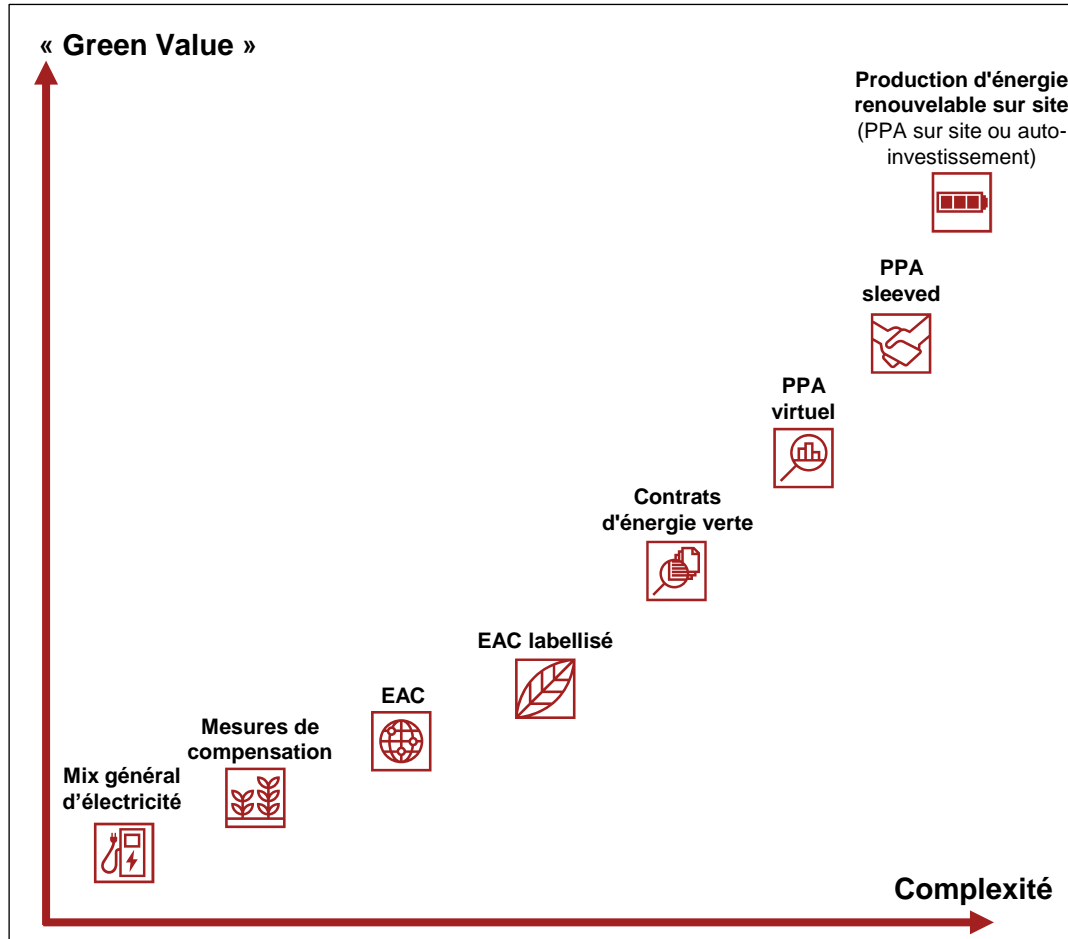 « Green Value »
Production d'énergie
renouvelable sur site
(PPA sur site ou auto-
investissement)
PPA
sleeved
PPA
virtuel
Contrats
d'énergie verte
EAC labellisé
EAC
Mesures de
compensation
Mix général
d’électricité
Complexité